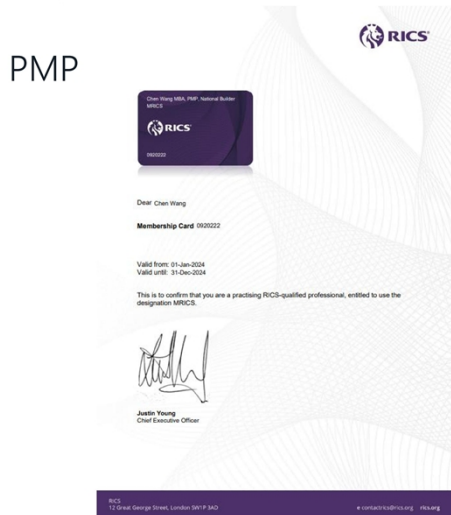 RICS
PMP
Chen Wang MBA, PMP, National Builder
MRICS
RICS
0920222
Dear Chen Wang
Membership Card 0920222
Valid from: 01-Jan-2024
Valid until: 31-Dec-2024
This is to confirm that you are a practising RICS-qualified professional, entitled to use the
designation MRICS.
Justin Young
Chief Executive Officer
RICS
12 Great George Street, London SW1P 3AD
e contactrics@rics.org rics.org